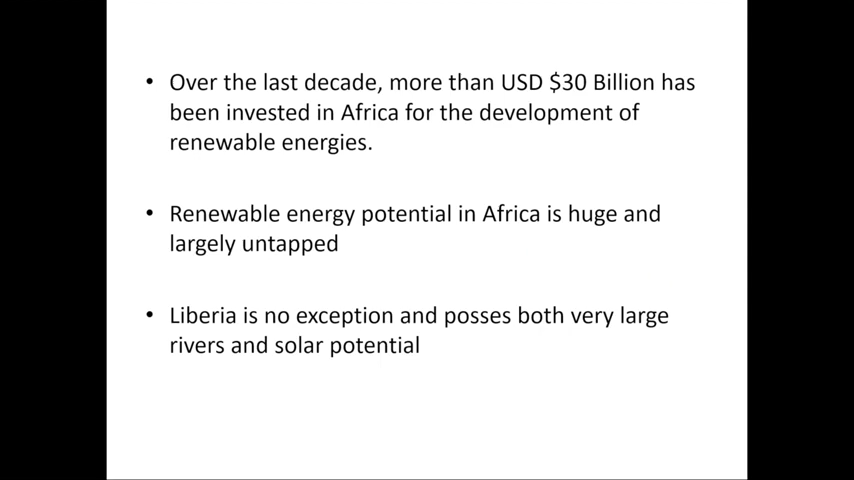 • Over the last decade, more than USD $30 Billion has
been invested in Africa for the development of
renewable energies.
• Renewable energy potential in Africa is huge and
largely untapped
• Liberia is no exception and posses both very large
rivers and solar potential